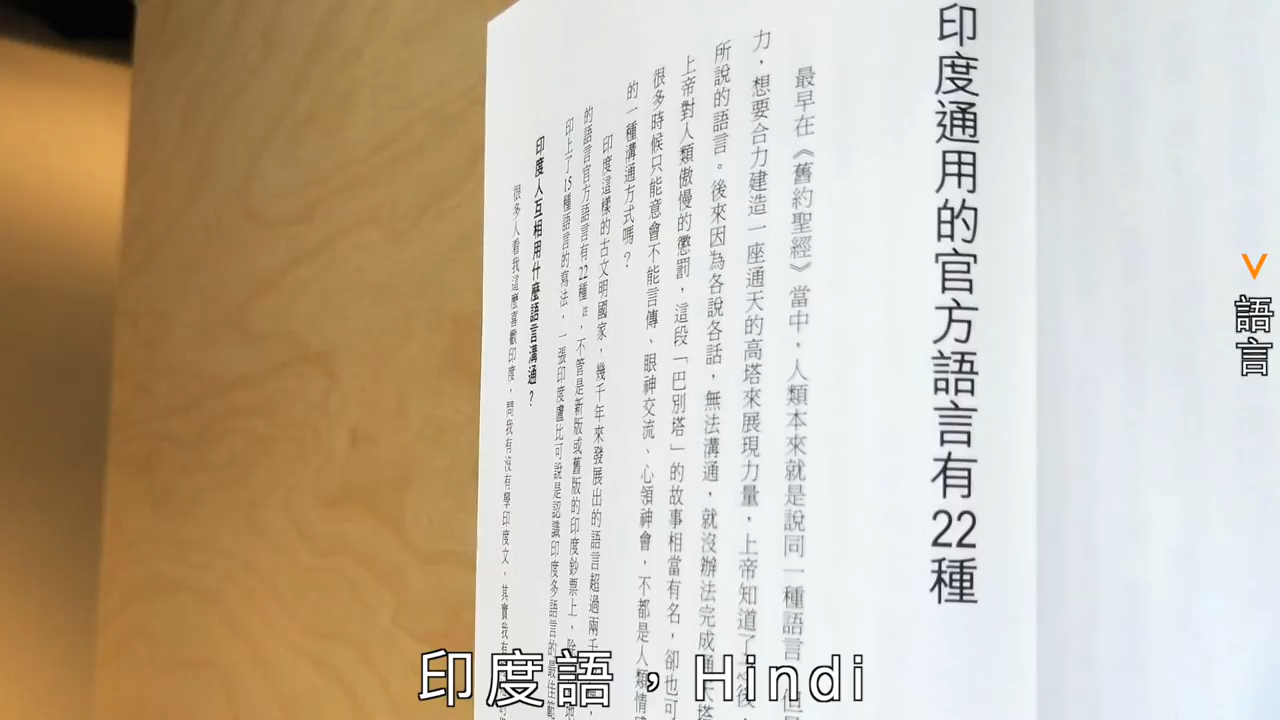 印度通用的官方語言有22種
最早在《舊約聖經》當中，人類本來就是說同一種語言
力，想要合力建造一座通天的高塔來展現力量，上帝知道了
所說的語言。後來因為各說各話，無法溝通，就沒辦法完成通天塔
上帝對人類傲慢的懲罰，這段「巴別塔」的故事相當有名，卻也可
很多時候只能意會不能言傳、眼神交流、心領神會，不都是人類情感
的一種溝通方式嗎？
印度這樣的古文明國家，幾千年來發展出的語言超過兩千
的語言官方語言有22種，不管是新版或舊版的印度鈔票上，除
印上了15種語言的寫法，一張印度盧比可說是認識印度多語言的最佳範
印度人互相用什麼語言溝通？
很多人看我這麼喜歡印度，問我有沒有學印度文，其實我有
語言
印度語，Hindi